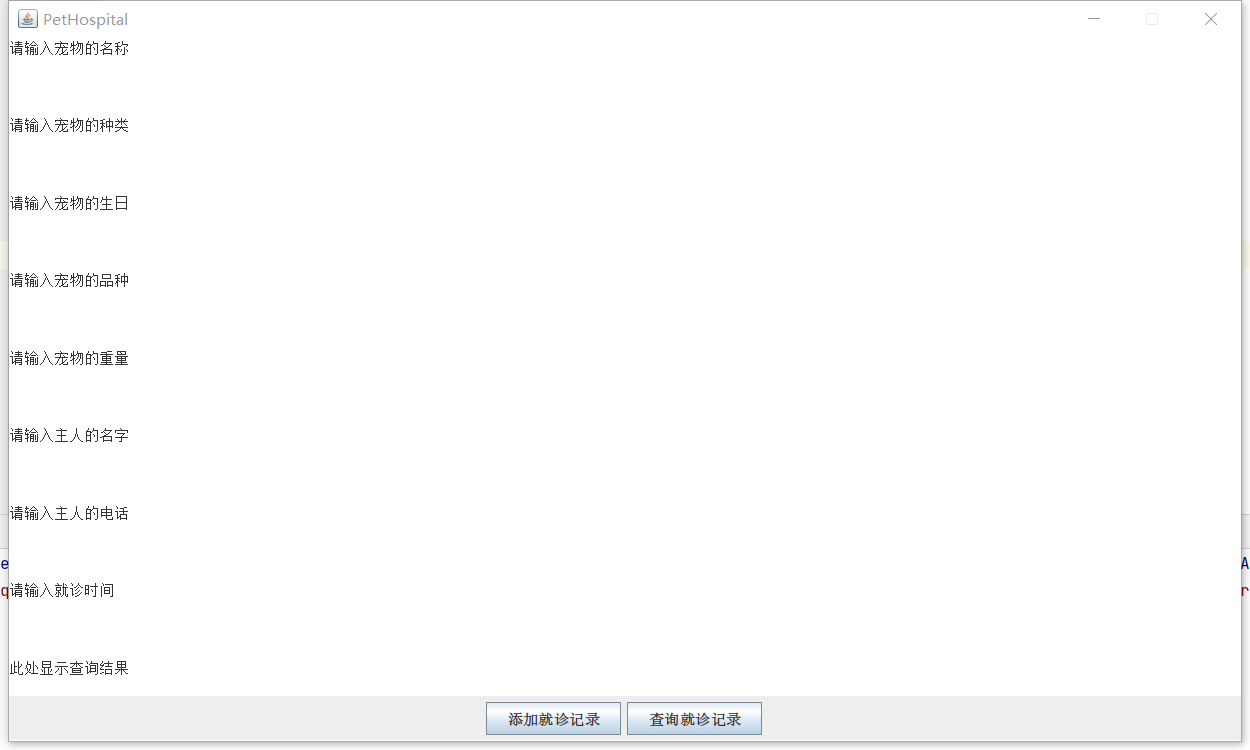 PetHospital
请输入宠物的名称
请输入宠物的种类
请输入宠物的生日
请输入宠物的品种
请输入宠物的重量
请输入主人的名字
请输入主人的电话
e
A
q
请输入就诊时间
r
此处显示查询结果
添加就诊记录
查询就诊记录